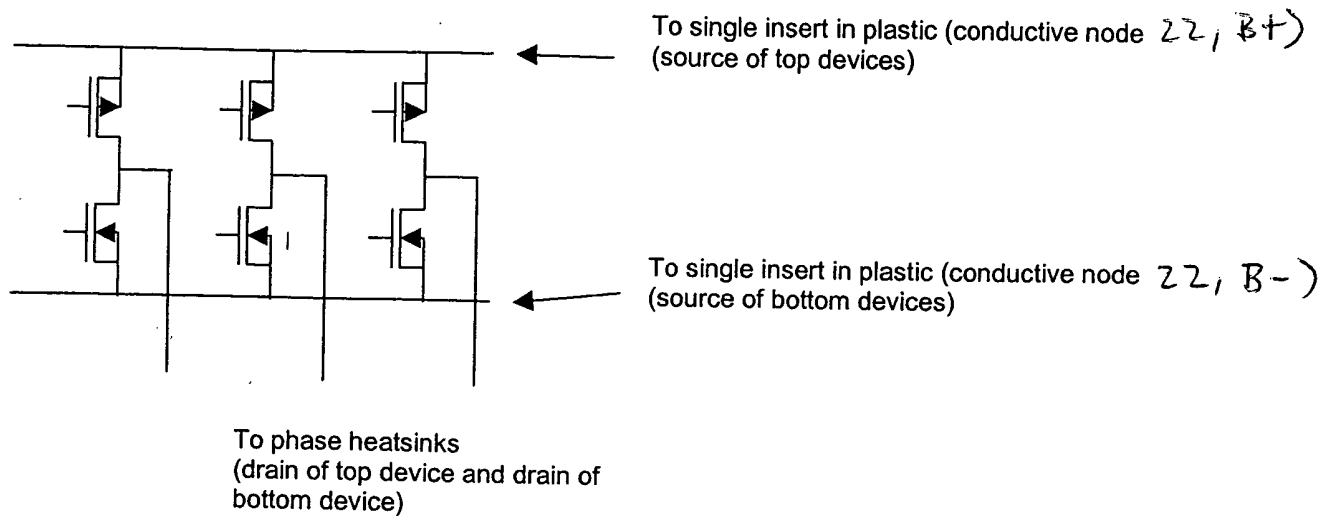 To single insert in plastic (conductive node 22, B+)
(source of top devices)
To single insert in plastic (conductive node 22, B-)
(source of bottom devices)
To phase heatsinks
(drain of top device and drain of
bottom device)